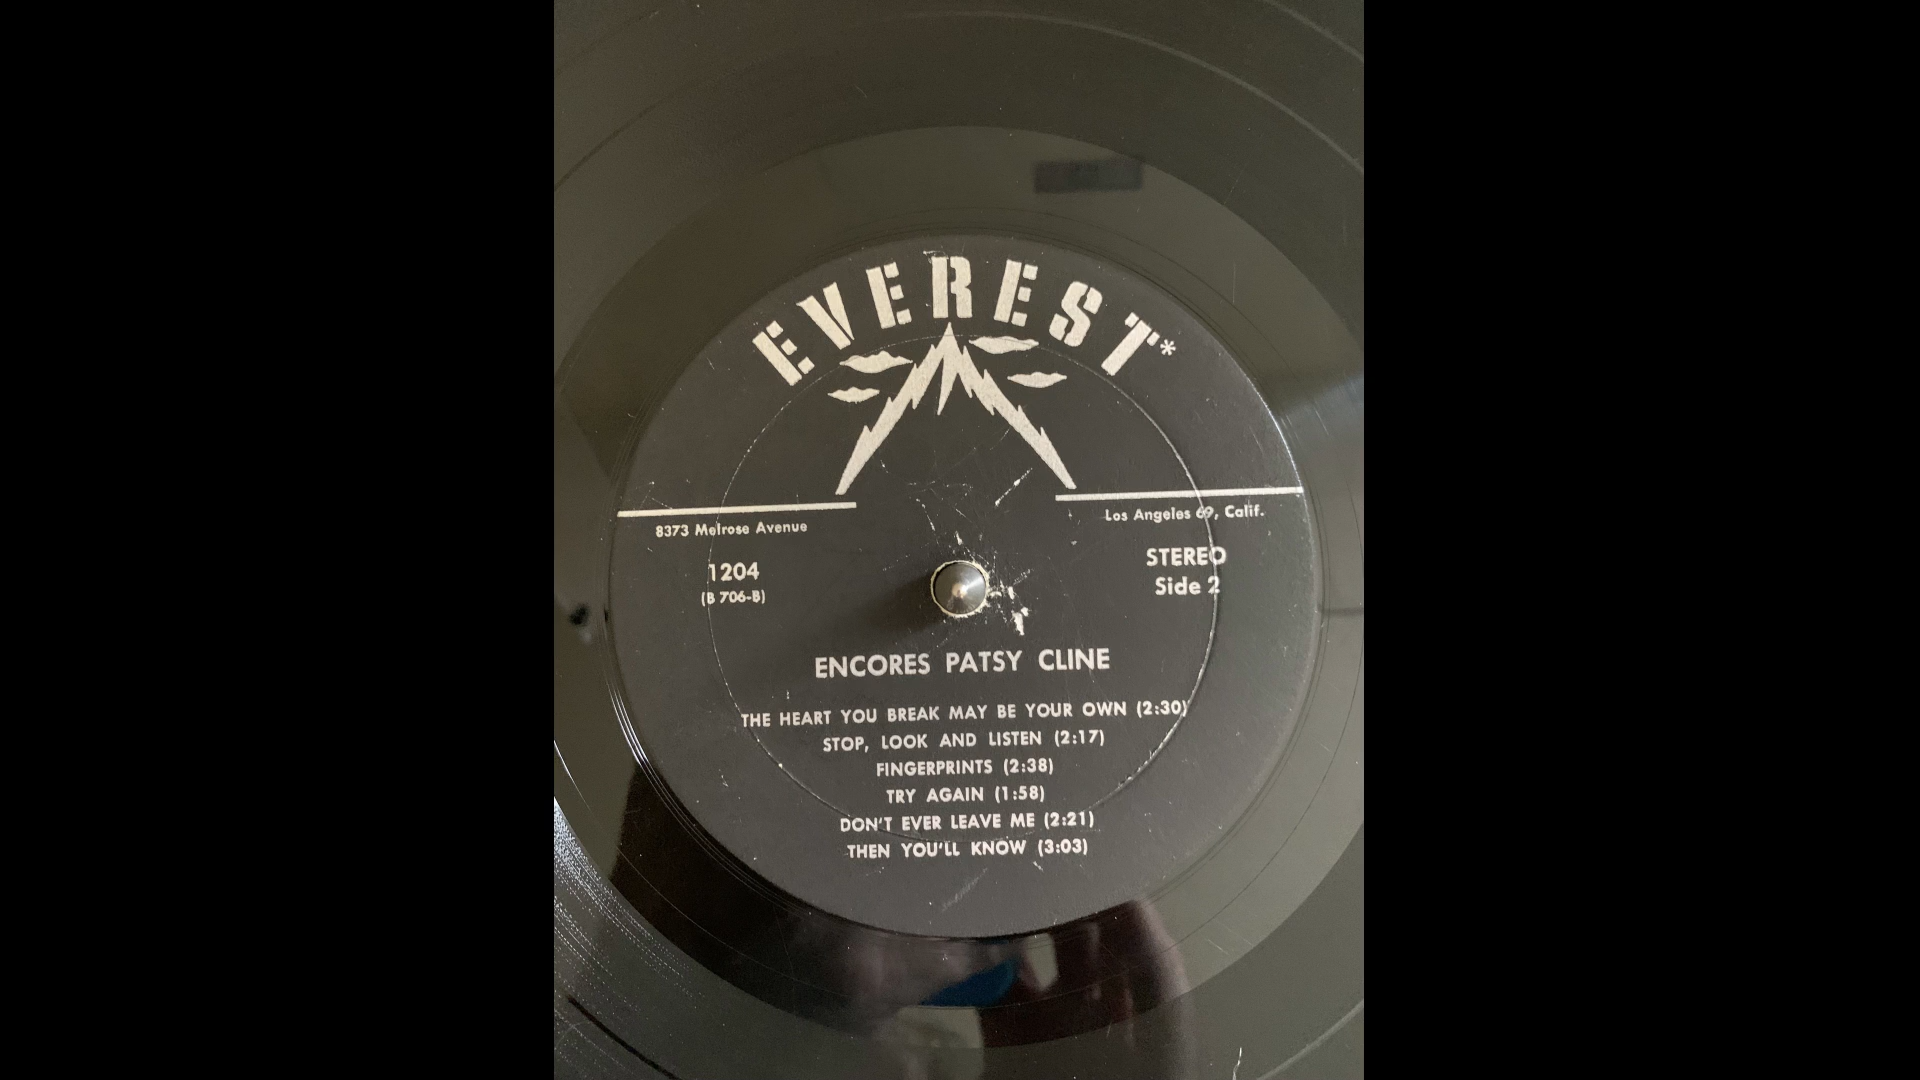 EVEREST*
8373 Melrose Avenue
Los Angeles 69, Calif.
1204
STEREO
(B 706-B)
Side 2
ENCORES PATSY CLINE
THE HEART YOU BREAK MAY BE YOUR OWN (2:30)
STOP, LOOK AND LISTEN (2:17)
FINGERPRINTS (2:38)
TRY AGAIN (1:58)
DON'T EVER LEAVE ME (2:21)
THEN YOU'LL KNOW (3:03)